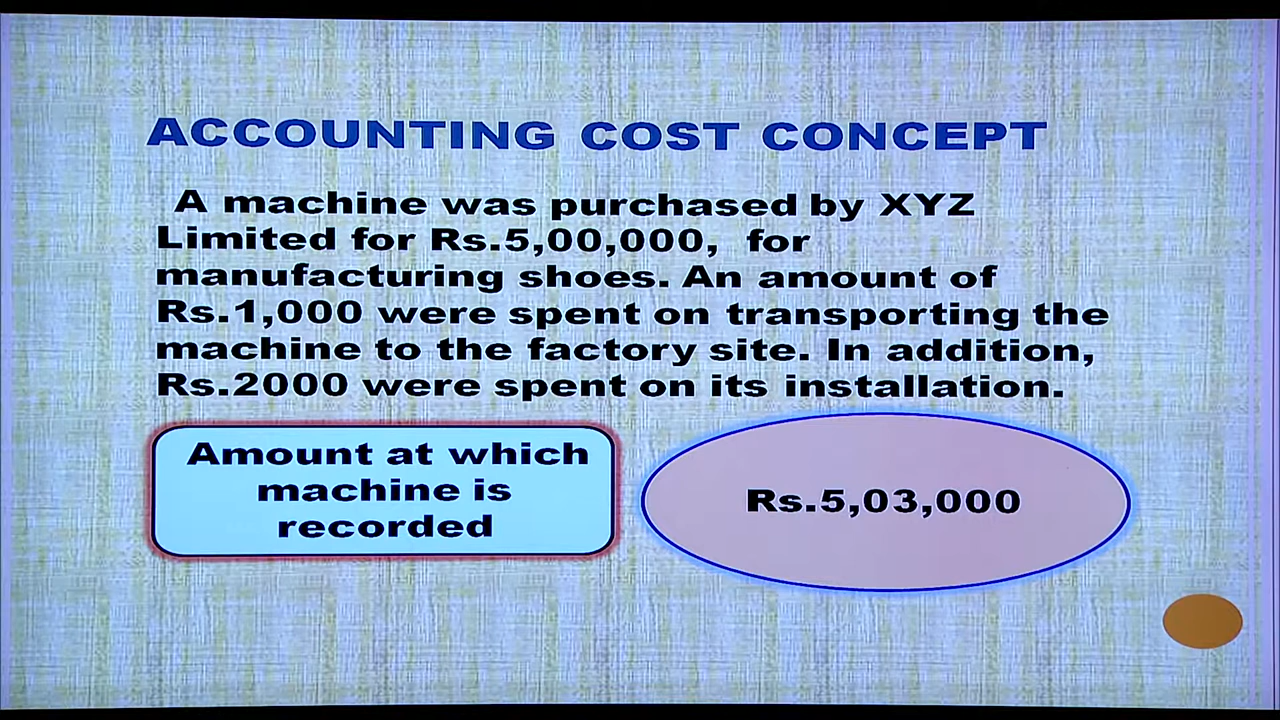 ACCOUNTING COST CONCEPT
A machine was purchased by XYZ
Limited for Rs.5,00,000, for
manufacturing shoes. An amount of
Rs.1,000 were spent on transporting the
machine to the factory site. In addition,
Rs.2000 were spent on its installation.
Amount at which
machine is
recorded
Rs.5,03,000